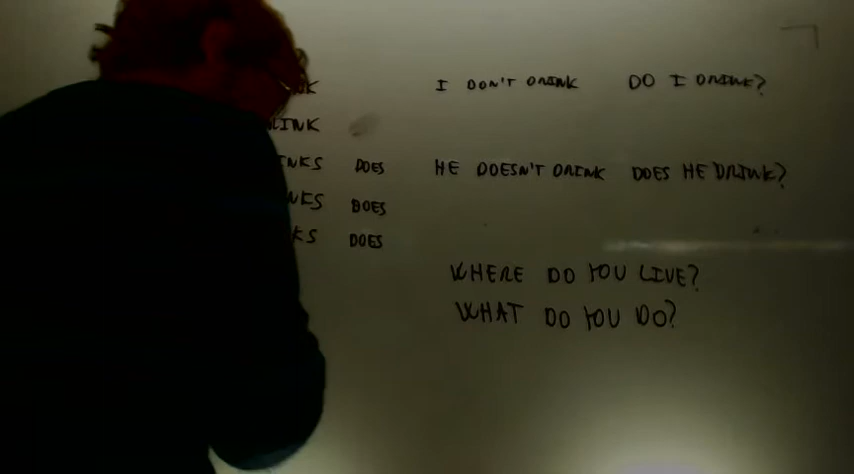 I DON'T DRINK DO I DRINK?
DOES HE DOESN'T DRINK DOES HE DRINK?
DOES
DOES
WHERE DO YOU LIVE?
WHAT DO YOU DO?